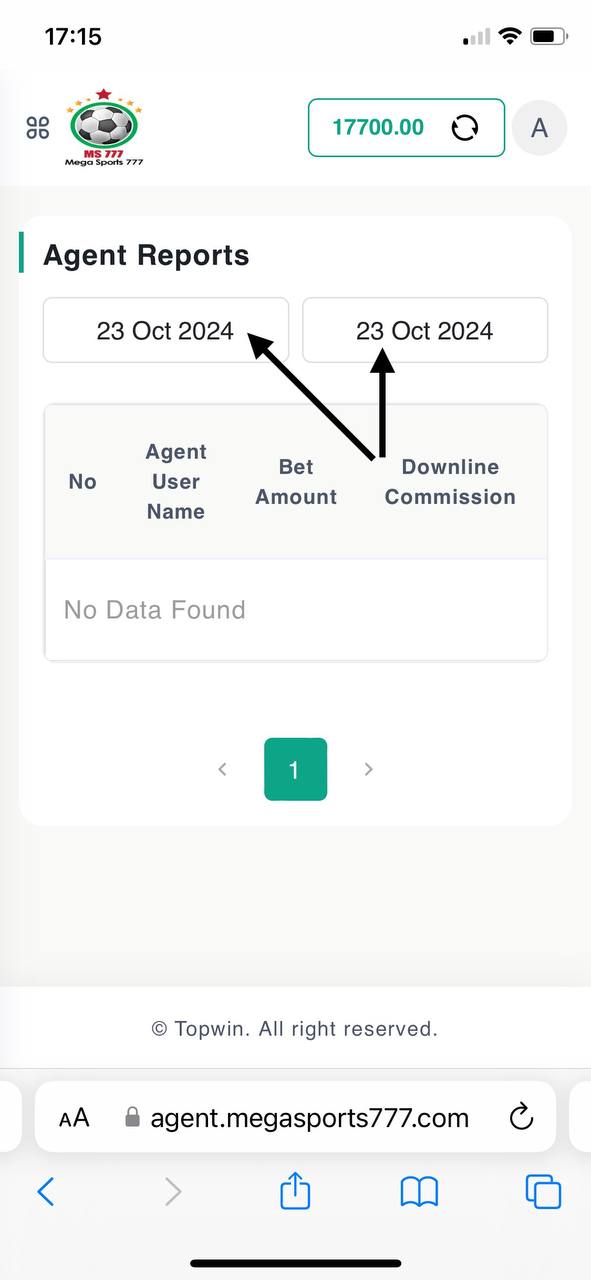 17:15
MS 777
Mega Sports 777
17700.00
A
Agent Reports
23 Oct 2024
23 Oct 2024
No
Agent
User
Name
Bet
Amount
Downline
Commission
No Data Found
1
© Topwin. All right reserved.
AA
agent.megasports777.com